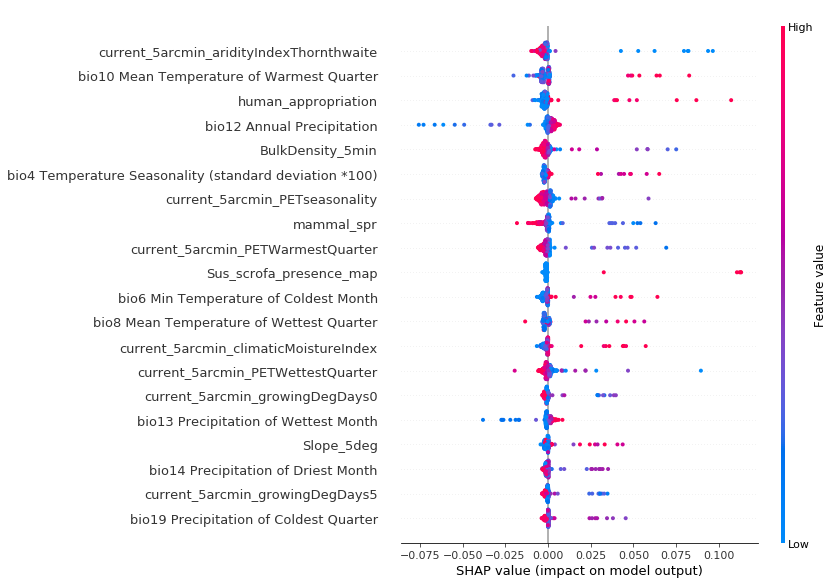 High
current_5arcmin_aridityIndexThornthwaite
bio10 Mean Temperature of Warmest Quarter
human_appropriation
bio12 Annual Precipitation
BulkDensity_5min
bio4 Temperature Seasonality (standard deviation *100)
current_5arcmin_PETseasonality
mammal_spr
current_5arcmin_PETWarmestQuarter
Sus_scrofa_presence_map
bio6 Min Temperature of Coldest Month
bio8 Mean Temperature of Wettest Quarter
current_5arcmin_climaticMoistureIndex
current_5arcmin_PETWettestQuarter
current_5arcmin_growingDegDays0
bio13 Precipitation of Wettest Month
Slope_5deg
bio14 Precipitation of Driest Month
current_5arcmin_growingDegDays5
bio19 Precipitation of Coldest Quarter
Feature value
Low
−0.075 −0.050 −0.025 0.000 0.025 0.050 0.075 0.100
SHAP value (impact on model output)